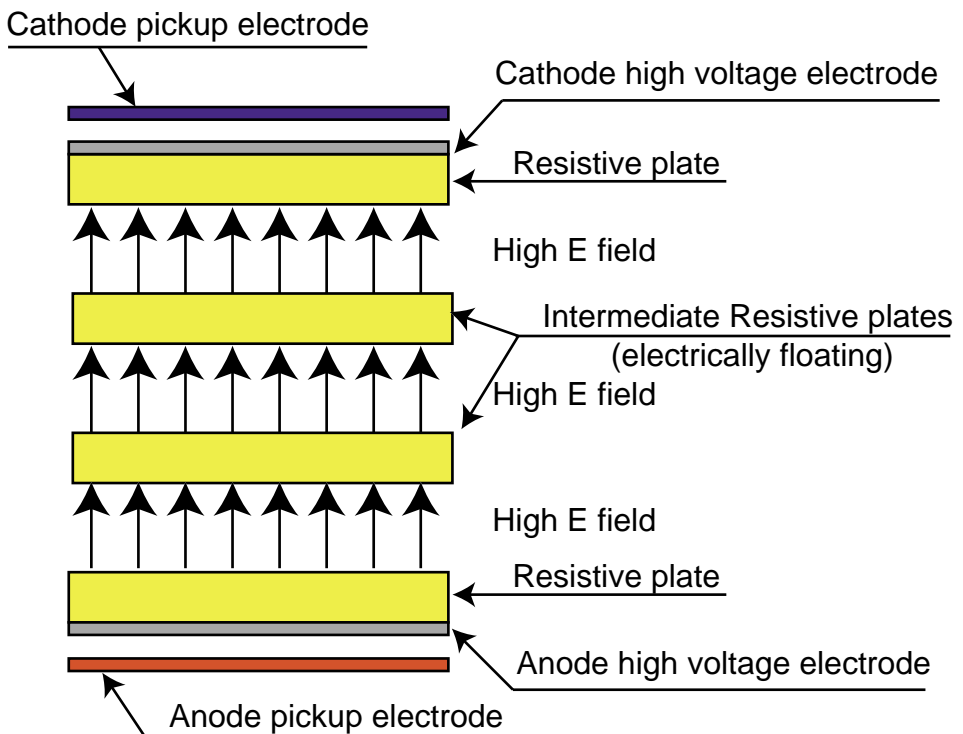 Cathode pickup electrode
Cathode high voltage electrode
Resistive plate
High E field
Intermediate Resistive plates
(electrically floating)
High E field
High E field
Resistive plate
Anode high voltage electrode
Anode pickup electrode